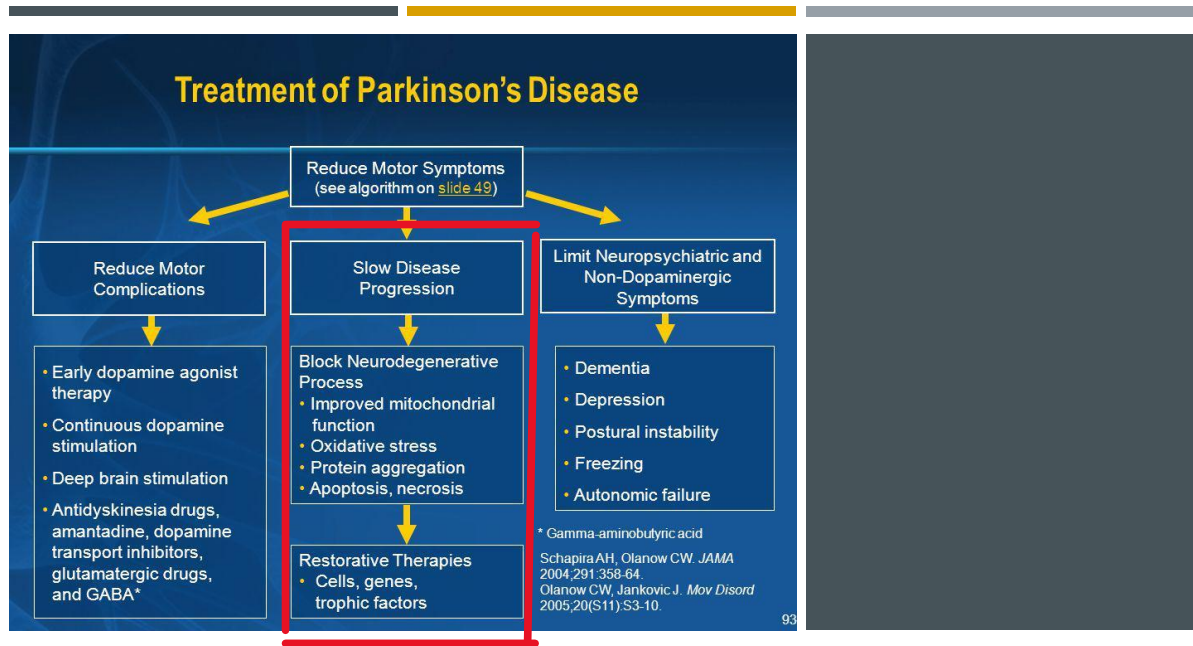 Treatment of Parkinson's Disease
Reduce Motor Symptoms
(see algorithm on slide 49)
Reduce Motor
Complications
• Early dopamine agonist
therapy
• Continuous dopamine
stimulation
• Deep brain stimulation
• Antidyskinesia drugs,
amantadine, dopamine
transport inhibitors,
glutamatergic drugs,
and GABA*
Slow Disease
Progression
Block Neurodegenerative
Process
• Improved mitochondrial
function
• Oxidative stress
• Protein aggregation
• Apoptosis, necrosis
Restorative Therapies
• Cells, genes,
trophic factors
Limit Neuropsychiatric and
Non-Dopaminergic
Symptoms
• Dementia
• Depression
• Postural instability
• Freezing
• Autonomic failure
* Gamma-aminobutyric acid
Schapira AH, Olanow CW. JAMA
2004;291:358-64.
Olanow CW, Jankovic J. Mov Disord
2005;20(S11):S3-10.
93